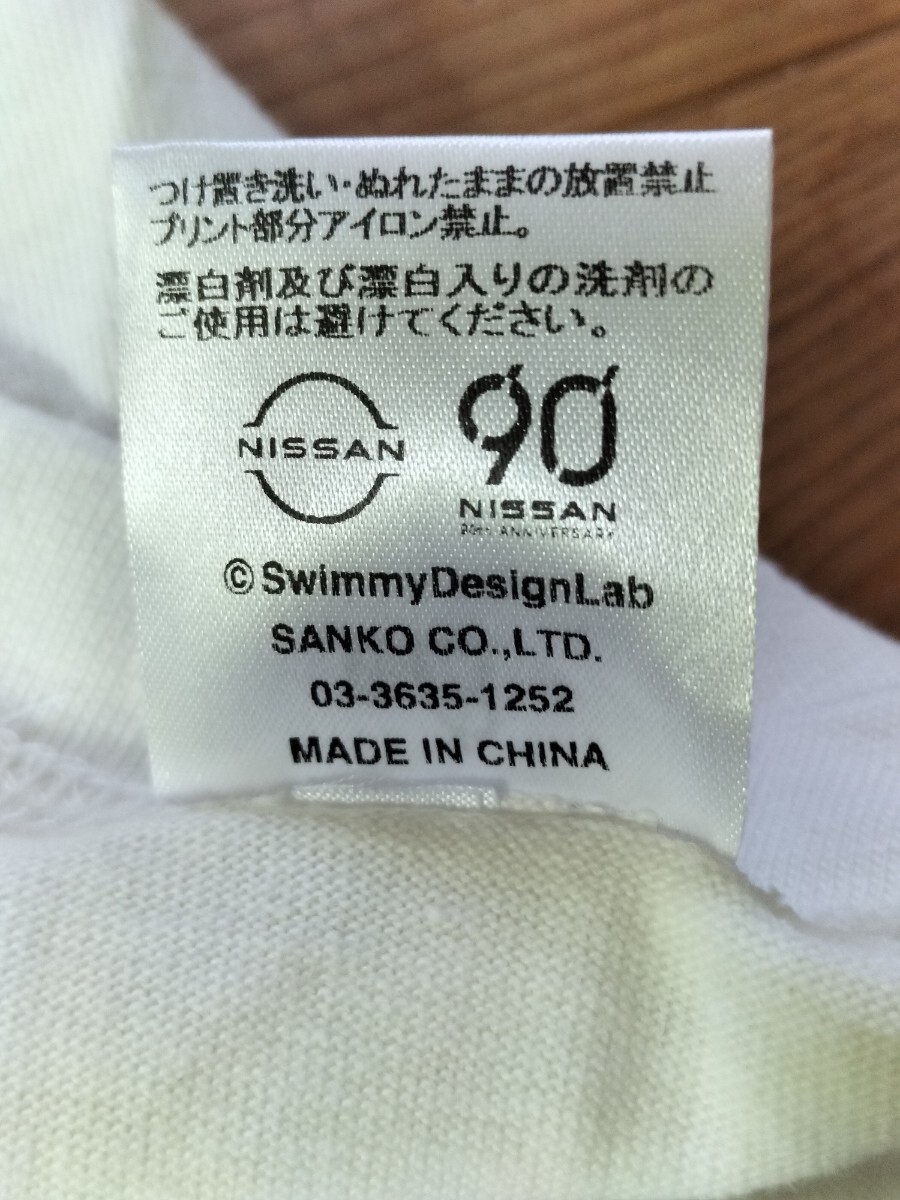 つけ置き洗い・ぬれたままの放置禁止
プリント部分アイロン禁止。
漂白剤及び漂白入りの洗剤の
ご使用は避けてください。
NISSAN
90
NISSAN
90th ANNIVERSARY
©SwimmyDesignLab
SANKO CO.,LTD.
03-3635-1252
MADE IN CHINA